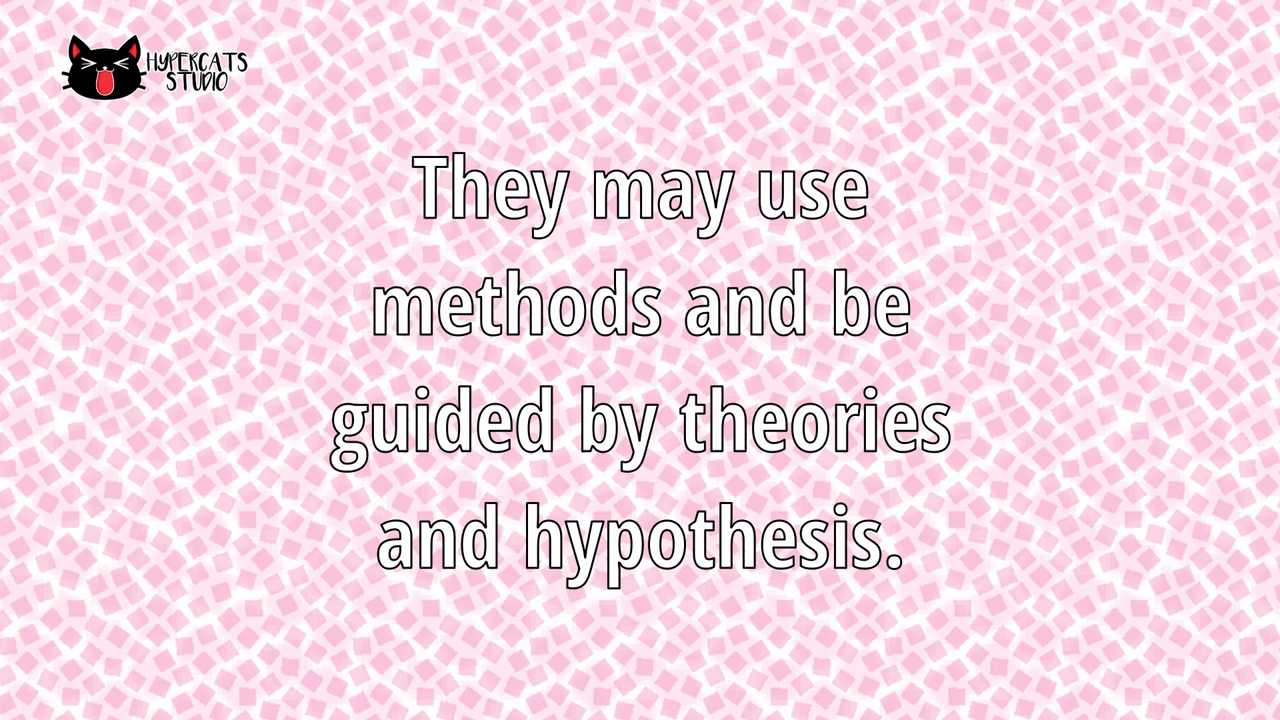 HYPERCATS
STUDIO
They may use
methods and be
guided by theories
and hypothesis.